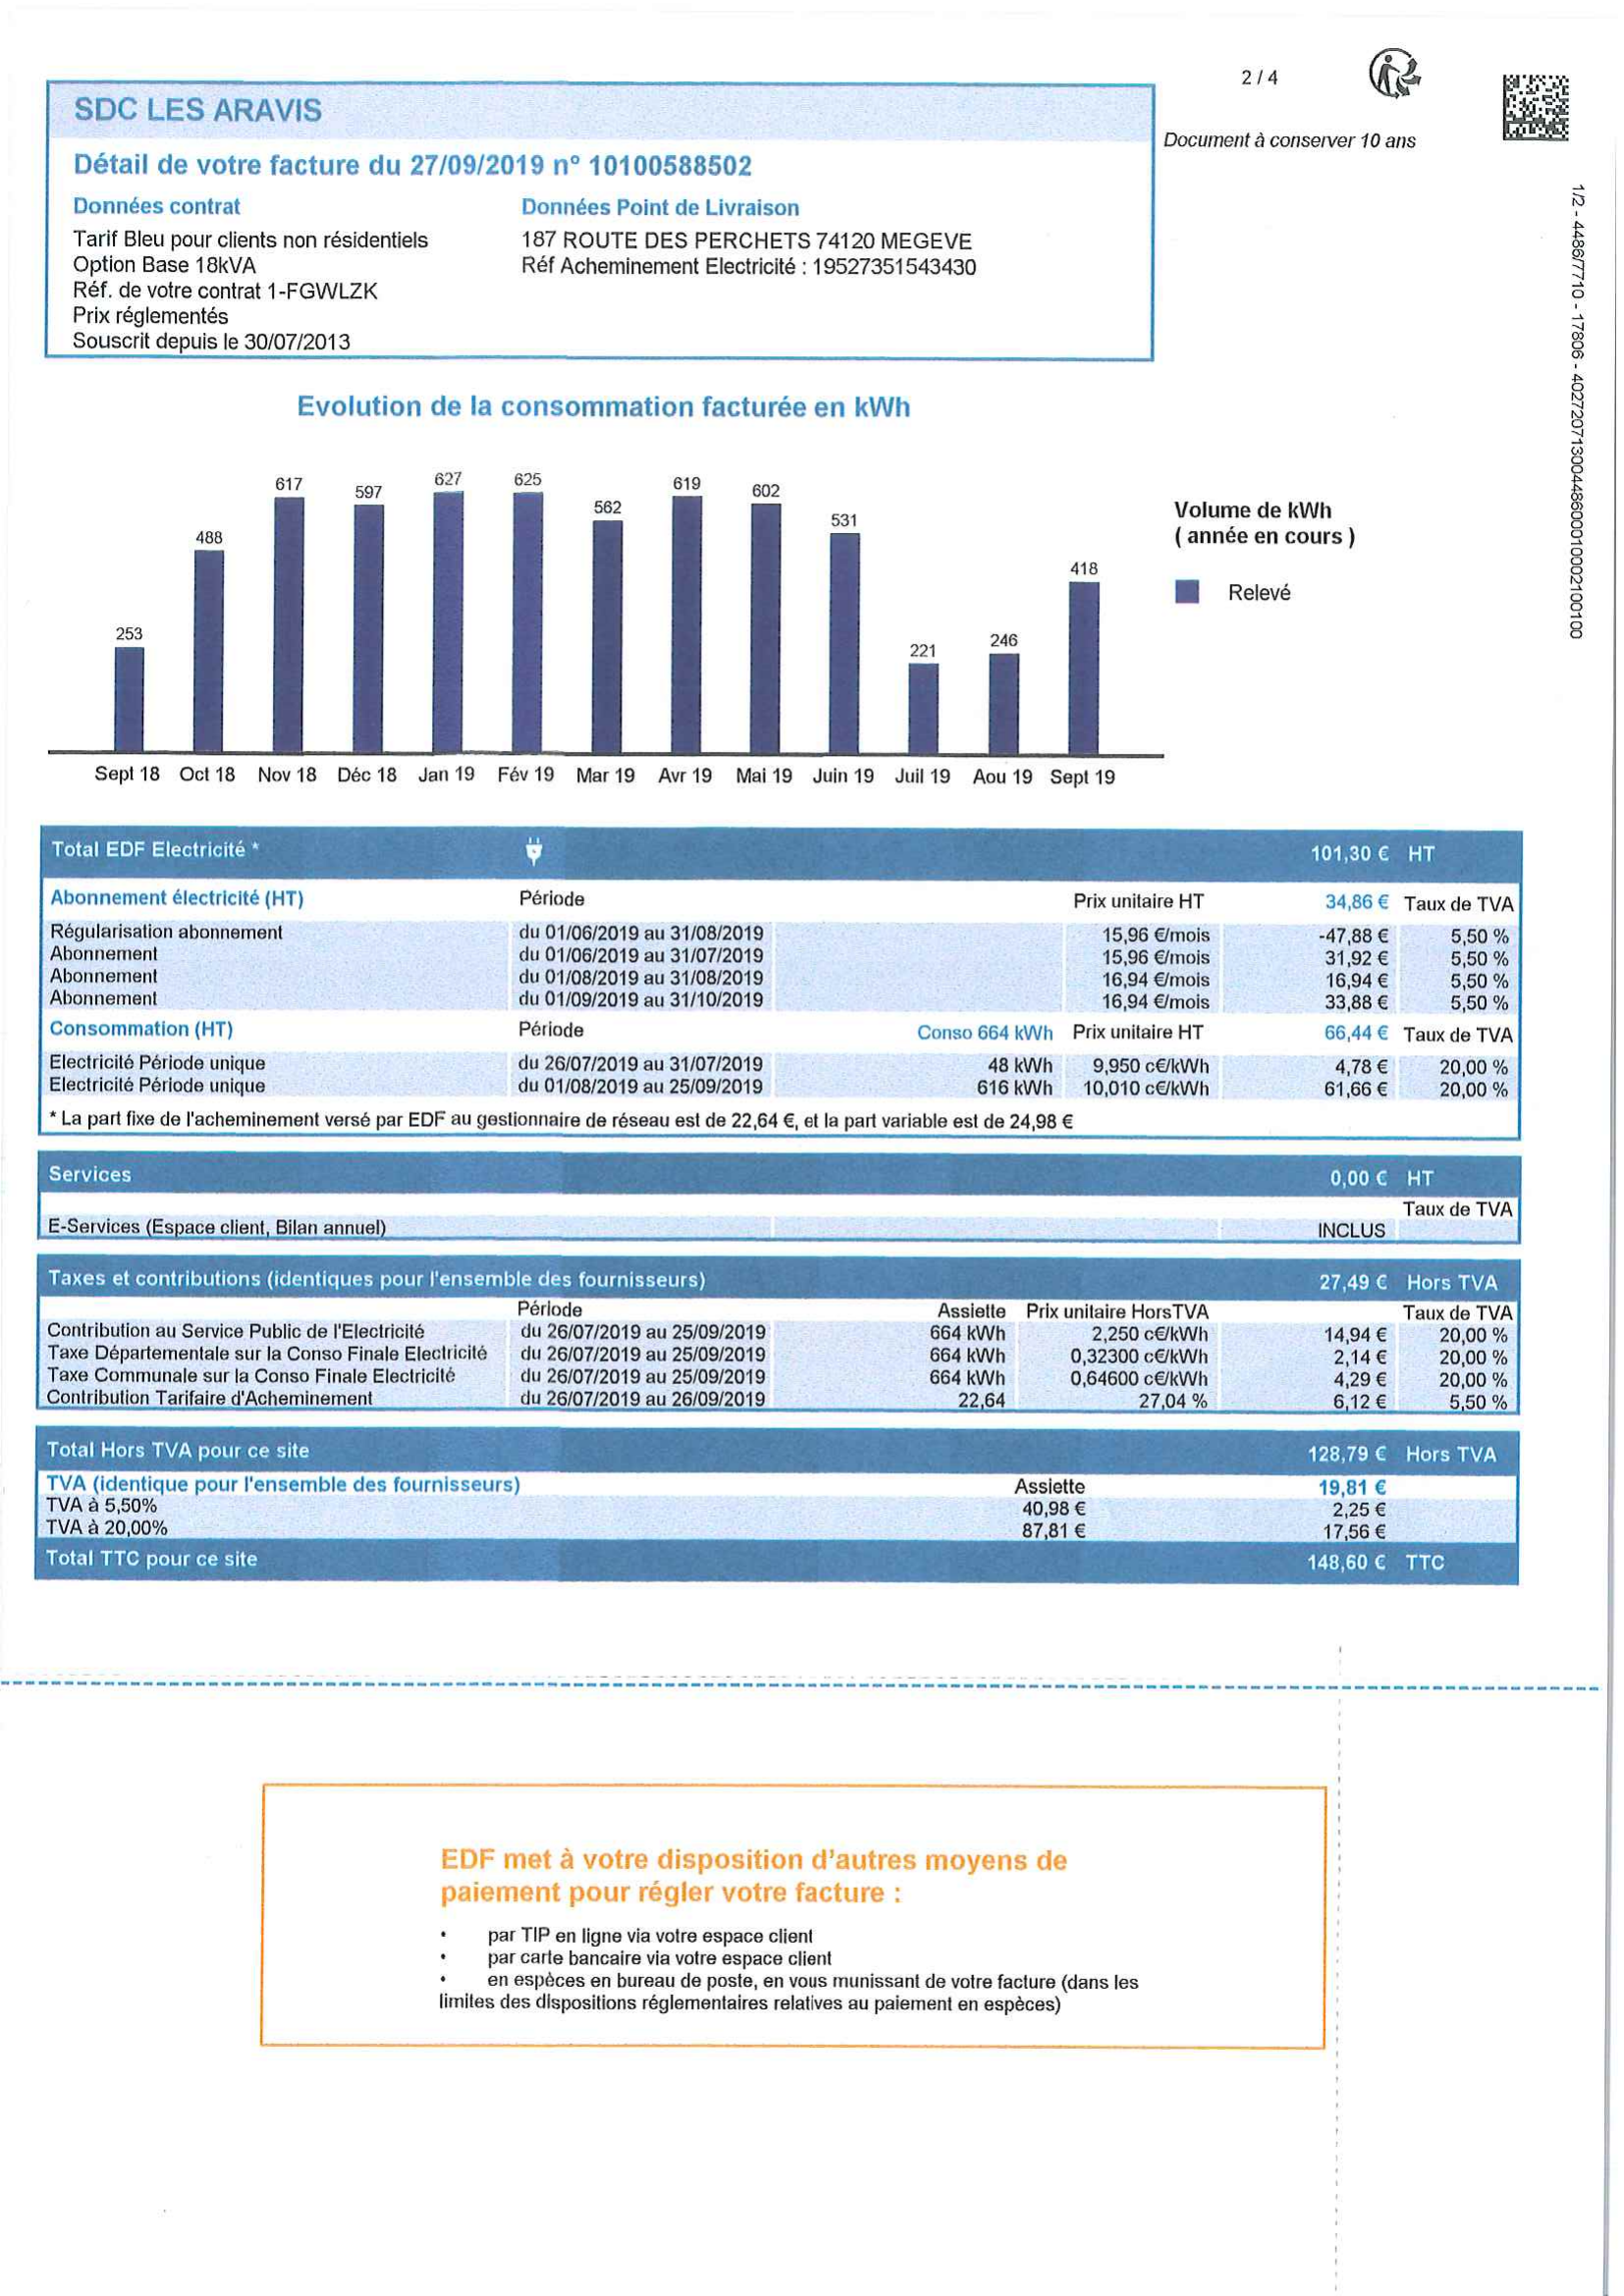 2 / 4
SDC LES ARAVIS
Document à conserver 10 ans
Détail de votre facture du 27/09/2019 n° 10100588502
Données contrat
Données Point de Livraison
Tarif Bleu pour clients non résidentiels
187 ROUTE DES PERCHETS 74120 MEGEVE
Option Base 18kVA
Réf Acheminement Electricité : 19527351543430
Réf. de votre contrat 1-FGWLZK
Prix réglementés
Souscrit depuis le 30/07/2013
1/2 - 4486/7710 - 17806 - 40272071300448600010002100100
Evolution de la consommation facturée en kWh
253 488 617 597 627 625 562 619 602 531 221 246 418
Sept 18 Oct 18 Nov 18 Déc 18 Jan 19 Fév 19 Mar 19 Avr 19 Mai 19 Juin 19 Juil 19 Aou 19 Sept 19
Volume de kWh
( année en cours )
Relevé
Total EDF Electricité * 101,30 € HT
Abonnement électricité (HT) Période Prix unitaire HT 34,86 € Taux de TVA
Régularisation abonnement du 01/06/2019 au 31/08/2019 15,96 €/mois -47,88 € 5,50 %
Abonnement du 01/06/2019 au 31/07/2019 15,96 €/mois 31,92 € 5,50 %
Abonnement du 01/08/2019 au 31/08/2019 16,94 €/mois 16,94 € 5,50 %
Abonnement du 01/09/2019 au 31/10/2019 16,94 €/mois 33,88 € 5,50 %
Consommation (HT) Période Conso 664 kWh Prix unitaire HT 66,44 € Taux de TVA
Electricité Période unique du 26/07/2019 au 31/07/2019 48 kWh 9,950 c€/kWh 4,78 € 20,00 %
Electricité Période unique du 01/08/2019 au 25/09/2019 616 kWh 10,010 c€/kWh 61,66 € 20,00 %
* La part fixe de l'acheminement versé par EDF au gestionnaire de réseau est de 22,64 €, et la part variable est de 24,98 €
Services 0,00 € HT
Taux de TVA
E-Services (Espace client, Bilan annuel) INCLUS
Taxes et contributions (identiques pour l'ensemble des fournisseurs) 27,49 € Hors TVA
Période Assiette Prix unitaire HorsTVA Taux de TVA
Contribution au Service Public de l'Electricité du 26/07/2019 au 25/09/2019 664 kWh 2,250 c€/kWh 14,94 € 20,00 %
Taxe Départementale sur la Conso Finale Electricité du 26/07/2019 au 25/09/2019 664 kWh 0,32300 c€/kWh 2,14 € 20,00 %
Taxe Communale sur la Conso Finale Electricité du 26/07/2019 au 25/09/2019 664 kWh 0,64600 c€/kWh 4,29 € 20,00 %
Contribution Tarifaire d'Acheminement du 26/07/2019 au 26/09/2019 22,64 27,04 % 6,12 € 5,50 %
Total Hors TVA pour ce site 128,79 € Hors TVA
TVA (identique pour l'ensemble des fournisseurs) Assiette 19,81 €
TVA à 5,50% 40,98 € 2,25 €
TVA à 20,00% 87,81 € 17,56 €
Total TTC pour ce site 148,60 € TTC
EDF met à votre disposition d'autres moyens de
paiement pour régler votre facture :
• par TIP en ligne via votre espace client
• par carte bancaire via votre espace client
• en espèces en bureau de poste, en vous munissant de votre facture (dans les
limites des dispositions réglementaires relatives au paiement en espèces)